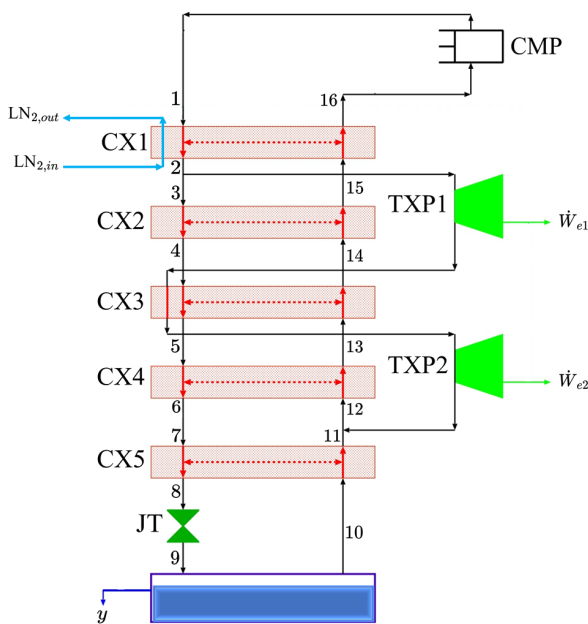 CMP
1
16
LN₂,out
CX1
LN₂,in
2
3
15
TXP1
Ẇe1
CX2
4
14
CX3
5
13
TXP2
Ẇe2
CX4
6
12
7
11
CX5
8
JT
10
9
y